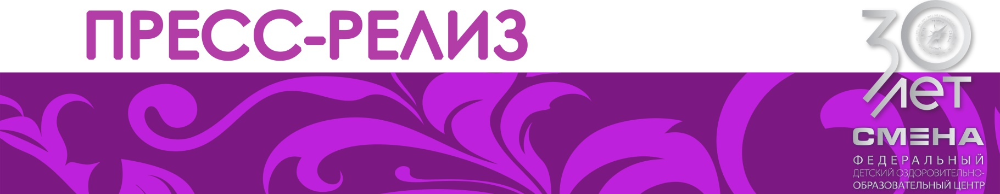 ПРЕСС-РЕЛИЗ
30
лет
СМЕНА
ФЕДЕРАЛЬНЫЙ
ДЕТСКИЙ ОЗДОРОВИТЕЛЬНО-
ОБРАЗОВАТЕЛЬНЫЙ ЦЕНТР